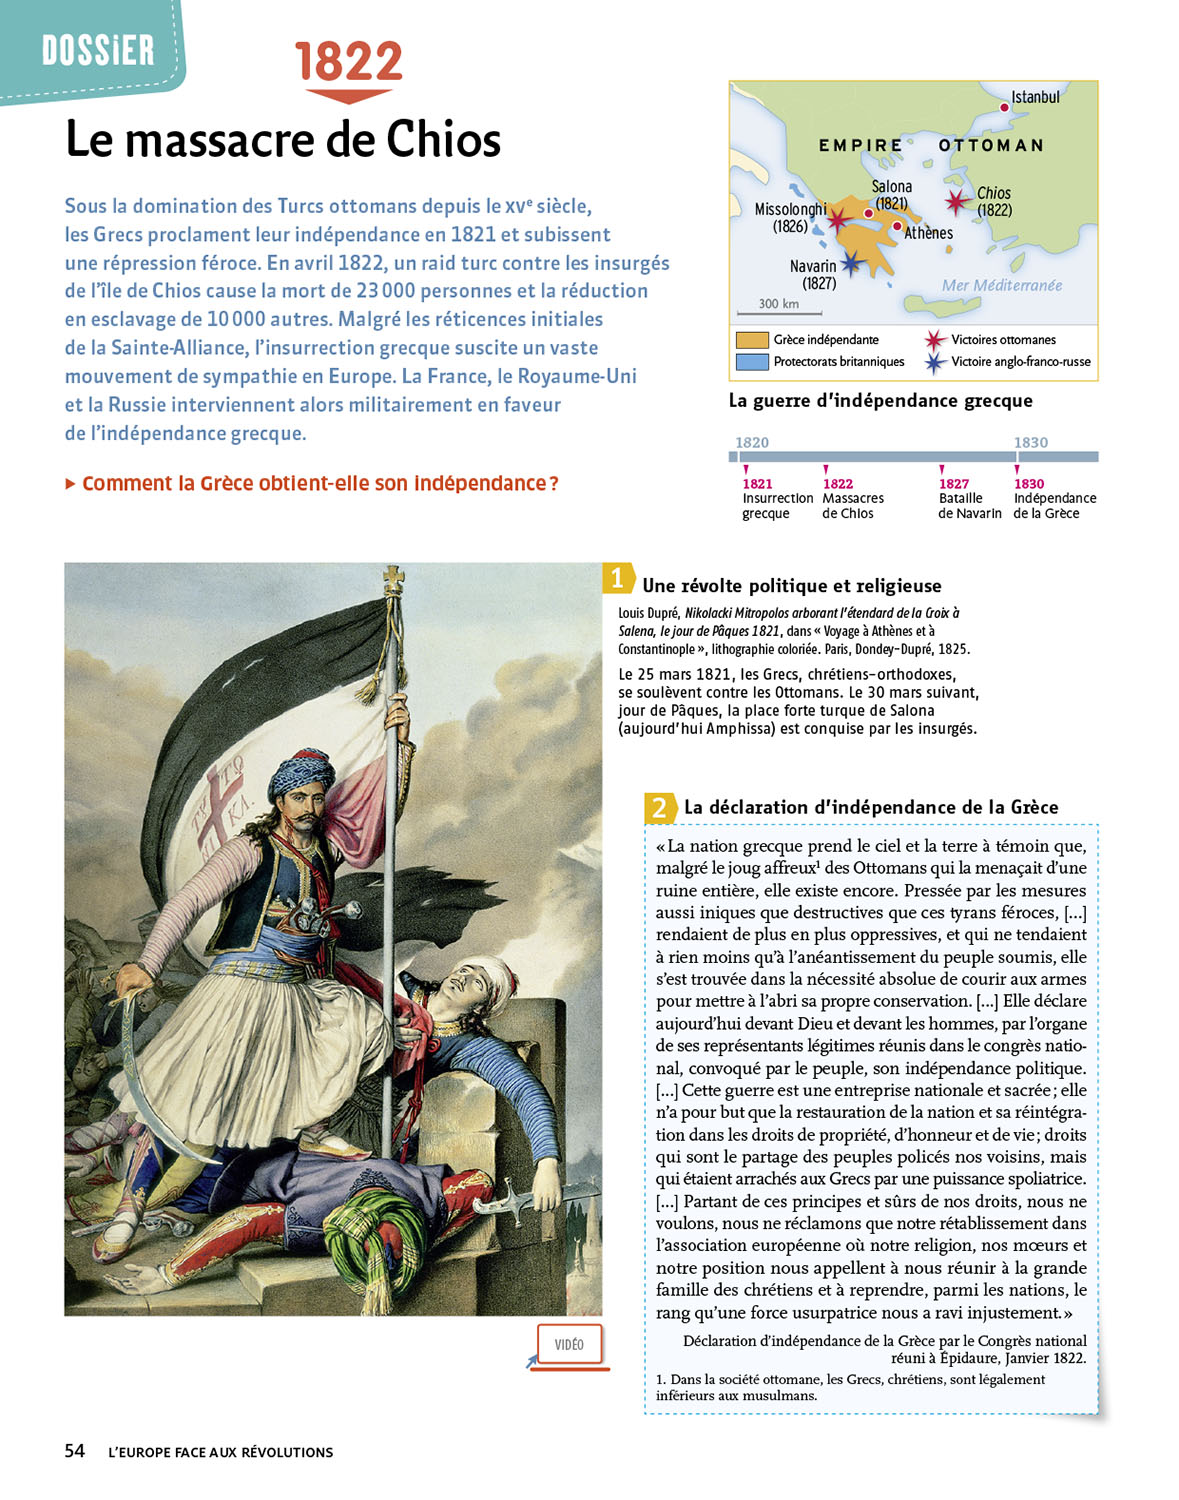 DOSSiER
1822
Le massacre de Chios
Sous la domination des Turcs ottomans depuis le XVe siècle,
les Grecs proclament leur indépendance en 1821 et subissent
une répression féroce. En avril 1822, un raid turc contre les insurgés
de l'île de Chios cause la mort de 23 000 personnes et la réduction
en esclavage de 10 000 autres. Malgré les réticences initiales
de la Sainte-Alliance, l'insurrection grecque suscite un vaste
mouvement de sympathie en Europe. La France, le Royaume-Uni
et la Russie interviennent alors militairement en faveur
de l'indépendance grecque.
▶ Comment la Grèce obtient-elle son indépendance ?
Istanbul
EMPIRE OTTOMAN
Salona
(1821)
Chios
(1822)
Missolonghi
(1826)
Athènes
Navarin
(1827)
Mer Méditerranée
300 km
Grèce indépendante
Victoires ottomanes
Protectorats britanniques
Victoire anglo-franco-russe
La guerre d'indépendance grecque
1820 1830
1821 1822 1827 1830
Insurrection Massacres Bataille Indépendance
grecque de Chios de Navarin de la Grèce
1 Une révolte politique et religieuse
Louis Dupré, Nikolacki Mitropolos arborant l'étendard de la Croix à
Salena, le jour de Pâques 1821, dans « Voyage à Athènes et à
Constantinople », lithographie coloriée. Paris, Dondey-Dupré, 1825.
Le 25 mars 1821, les Grecs, chrétiens-orthodoxes,
se soulèvent contre les Ottomans. Le 30 mars suivant,
jour de Pâques, la place forte turque de Salona
(aujourd'hui Amphissa) est conquise par les insurgés.
2 La déclaration d'indépendance de la Grèce
« La nation grecque prend le ciel et la terre à témoin que,
malgré le joug affreux1 des Ottomans qui la menaçait d'une
ruine entière, elle existe encore. Pressée par les mesures
aussi iniques que destructives que ces tyrans féroces, [...]
rendaient de plus en plus oppressives, et qui ne tendaient
à rien moins qu'à l'anéantissement du peuple soumis, elle
s'est trouvée dans la nécessité absolue de courir aux armes
pour mettre à l'abri sa propre conservation. [...] Elle déclare
aujourd'hui devant Dieu et devant les hommes, par l'organe
de ses représentants légitimes réunis dans le congrès natio-
nal, convoqué par le peuple, son indépendance politique.
[...] Cette guerre est une entreprise nationale et sacrée ; elle
n'a pour but que la restauration de la nation et sa réintégra-
tion dans les droits de propriété, d'honneur et de vie ; droits
qui sont le partage des peuples policés nos voisins, mais
qui étaient arrachés aux Grecs par une puissance spoliatrice.
[...] Partant de ces principes et sûrs de nos droits, nous ne
voulons, nous ne réclamons que notre rétablissement dans
l'association européenne où notre religion, nos mœurs et
notre position nous appellent à nous réunir à la grande
famille des chrétiens et à reprendre, parmi les nations, le
rang qu'une force usurpatrice nous a ravi injustement. »
Déclaration d'indépendance de la Grèce par le Congrès national
réuni à Épidaure, Janvier 1822.
1. Dans la société ottomane, les Grecs, chrétiens, sont légalement
inférieurs aux musulmans.
VIDÉO
54 L'EUROPE FACE AUX RÉVOLUTIONS